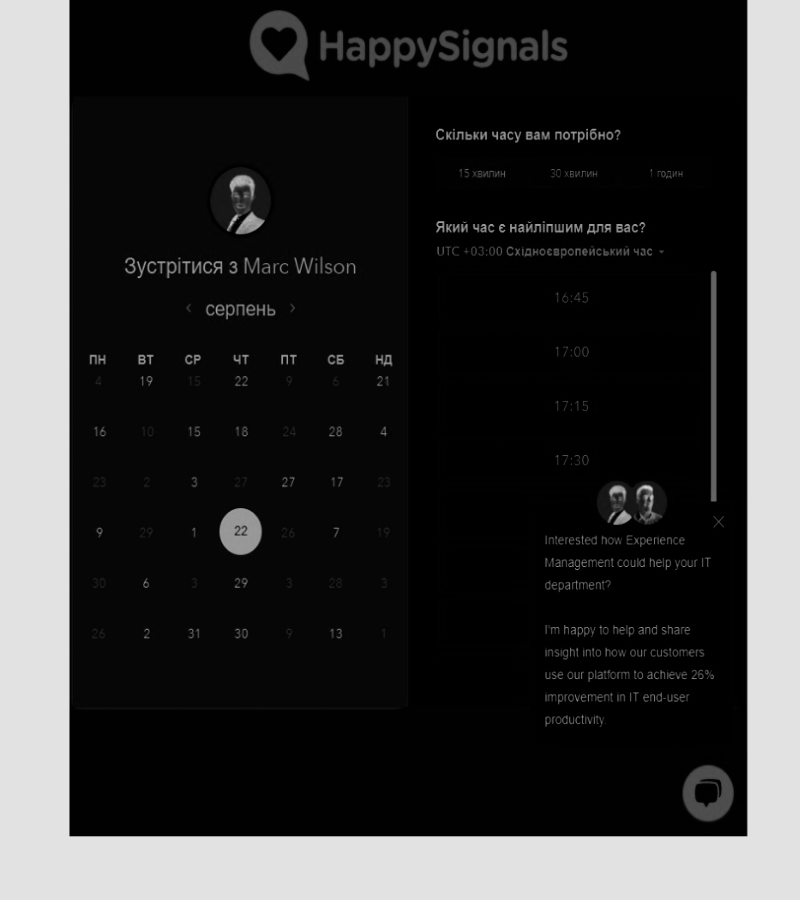 HappySignals
Зустрітися з Marc Wilson
‹ серпень ›
ПН ВТ СР ЧТ ПТ СБ НД
4 19 15 22 9 6 21
16 10 15 18 24 28 4
23 2 3 27 27 17 23
9 29 1 22 26 7 19
30 6 3 29 3 28 3
26 2 31 30 9 13 1
Скільки часу вам потрібно?
15 хвилин 30 хвилин 1 годин
Який час є найліпшим для вас?
UTC +03:00 Східноєвропейський час
16:45
17:00
17:15
17:30
Interested how Experience
Management could help your IT
department?
I'm happy to help and share
insight into how our customers
use our platform to achieve 26%
improvement in IT end-user
productivity.